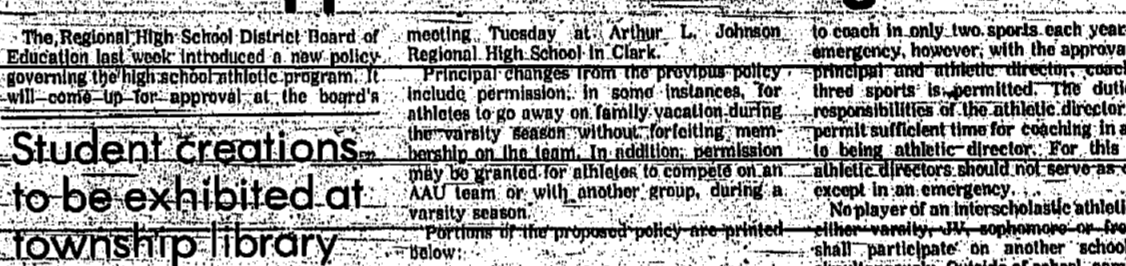 The Regional High School District Board of
Education last week introduced a new policy
governing the high school athletic program. It
will come up for approval at the board's
meeting Tuesday at Arthur L. Johnson
Regional High School in Clark.
Principal changes from the previous policy
include permission, in some instances, for
athletes to go away on family vacation during
the varsity season without forfeiting mem-
bership on the team. In addition, permission
may be granted for athletes to compete on an
AAU team or with another group, during a
varsity season.
Portions of the proposed policy are printed
below:
to coach in only two sports each year
emergency, however, with the approva
principal and athletic director, coac
three sports is permitted. The duti
responsibilities of the athletic director
permit sufficient time for coaching in a
to being athletic director. For this
athletic directors should not serve as
except in an emergency.
No player of an interscholastic athleti
either varsity, JV, sophomore or fre
shall participate on another school
Student creations
to be exhibited at
township library